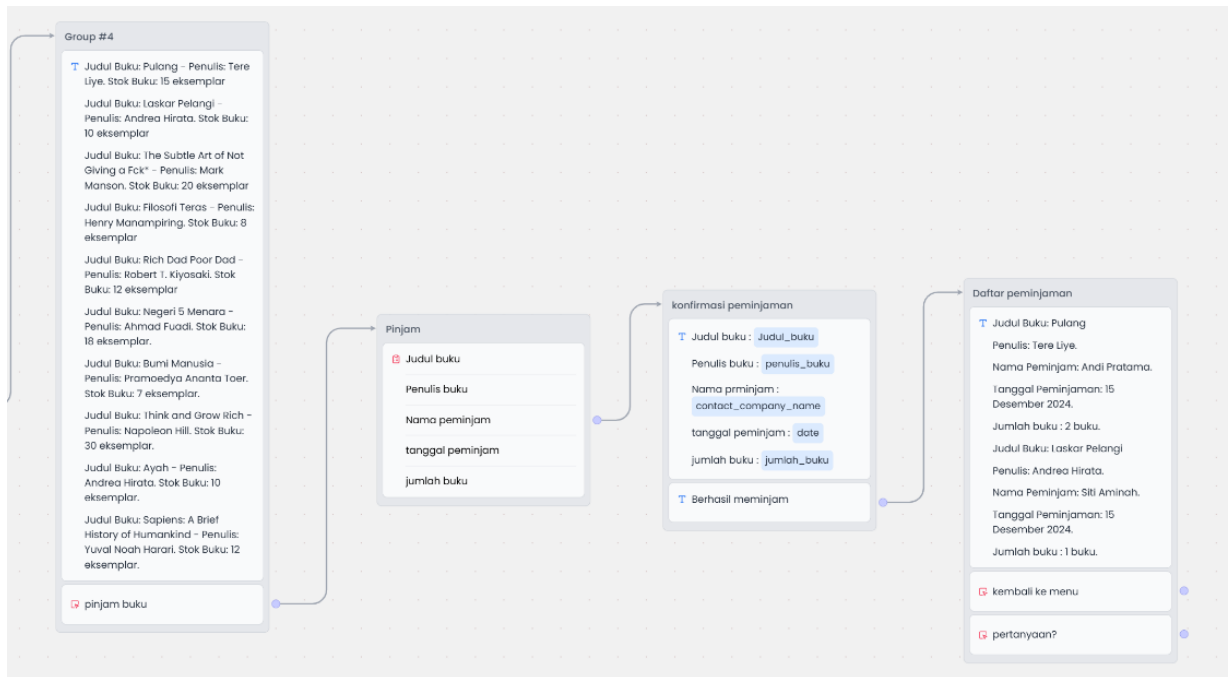 Group #4
Judul Buku: Pulang - Penulis: Tere
Liye. Stok Buku: 15 eksemplar
Judul Buku: Laskar Pelangi -
Penulis: Andrea Hirata. Stok Buku:
10 eksemplar
Judul Buku: The Subtle Art of Not
Giving a Fck* - Penulis: Mark
Manson. Stok Buku: 20 eksemplar
Judul Buku: Filosofi Teras - Penulis:
Henry Manampiring. Stok Buku: 8
eksemplar
Judul Buku: Rich Dad Poor Dad -
Penulis: Robert T. Kiyosaki. Stok
Buku: 12 eksemplar
Judul Buku: Negeri 5 Menara -
Penulis: Ahmad Fuadi. Stok Buku:
18 eksemplar.
Judul Buku: Bumi Manusia -
Penulis: Pramoedya Ananta Toer.
Stok Buku: 7 eksemplar.
Judul Buku: Think and Grow Rich -
Penulis: Napoleon Hill. Stok Buku:
30 eksemplar.
Judul Buku: Ayah - Penulis:
Andrea Hirata. Stok Buku: 10
eksemplar.
Judul Buku: Sapiens: A Brief
History of Humankind - Penulis:
Yuval Noah Harari. Stok Buku: 12
eksemplar.
pinjam buku
Pinjam
Judul buku
Penulis buku
Nama peminjam
tanggal peminjam
jumlah buku
konfirmasi peminjaman
Judul buku : Judul_buku
Penulis buku : penulis_buku
Nama prminjam :
contact_company_name
tanggal peminjam : date
jumlah buku : jumlah_buku
Berhasil meminjam
Daftar peminjaman
Judul Buku: Pulang
Penulis: Tere Liye.
Nama Peminjam: Andi Pratama.
Tanggal Peminjaman: 15
Desember 2024.
Jumlah buku : 2 buku.
Judul Buku: Laskar Pelangi
Penulis: Andrea Hirata.
Nama Peminjam: Siti Aminah.
Tanggal Peminjaman: 15
Desember 2024.
Jumlah buku : 1 buku.
kembali ke menu
pertanyaan?